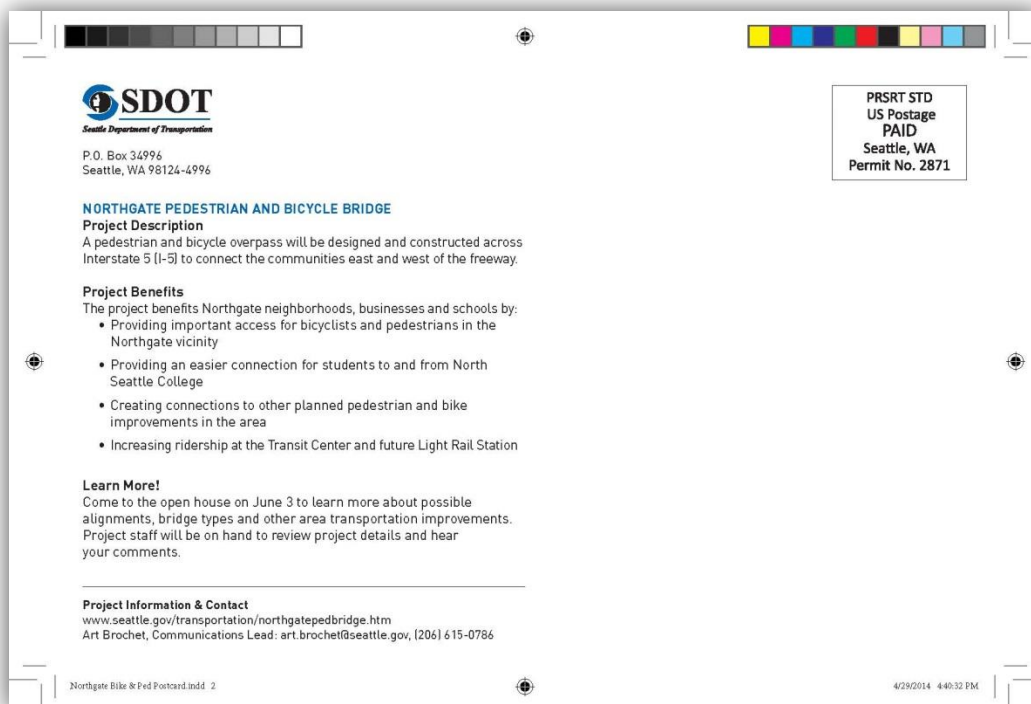 SDOT
Seattle Department of Transportation
P.O. Box 34996
Seattle, WA 98124-4996
PRSRT STD
US Postage
PAID
Seattle, WA
Permit No. 2871
NORTHGATE PEDESTRIAN AND BICYCLE BRIDGE
Project Description
A pedestrian and bicycle overpass will be designed and constructed across
Interstate 5 (I-5) to connect the communities east and west of the freeway.
Project Benefits
The project benefits Northgate neighborhoods, businesses and schools by:
• Providing important access for bicyclists and pedestrians in the
Northgate vicinity
• Providing an easier connection for students to and from North
Seattle College
• Creating connections to other planned pedestrian and bike
improvements in the area
• Increasing ridership at the Transit Center and future Light Rail Station
Learn More!
Come to the open house on June 3 to learn more about possible
alignments, bridge types and other area transportation improvements.
Project staff will be on hand to review project details and hear
your comments.
Project Information & Contact
www.seattle.gov/transportation/northgatepedbridge.htm
Art Brochet, Communications Lead: art.brochet@seattle.gov, (206) 615-0786
Northgate Bike & Ped Postcard.indd 2
4/29/2014 4:40:32 PM